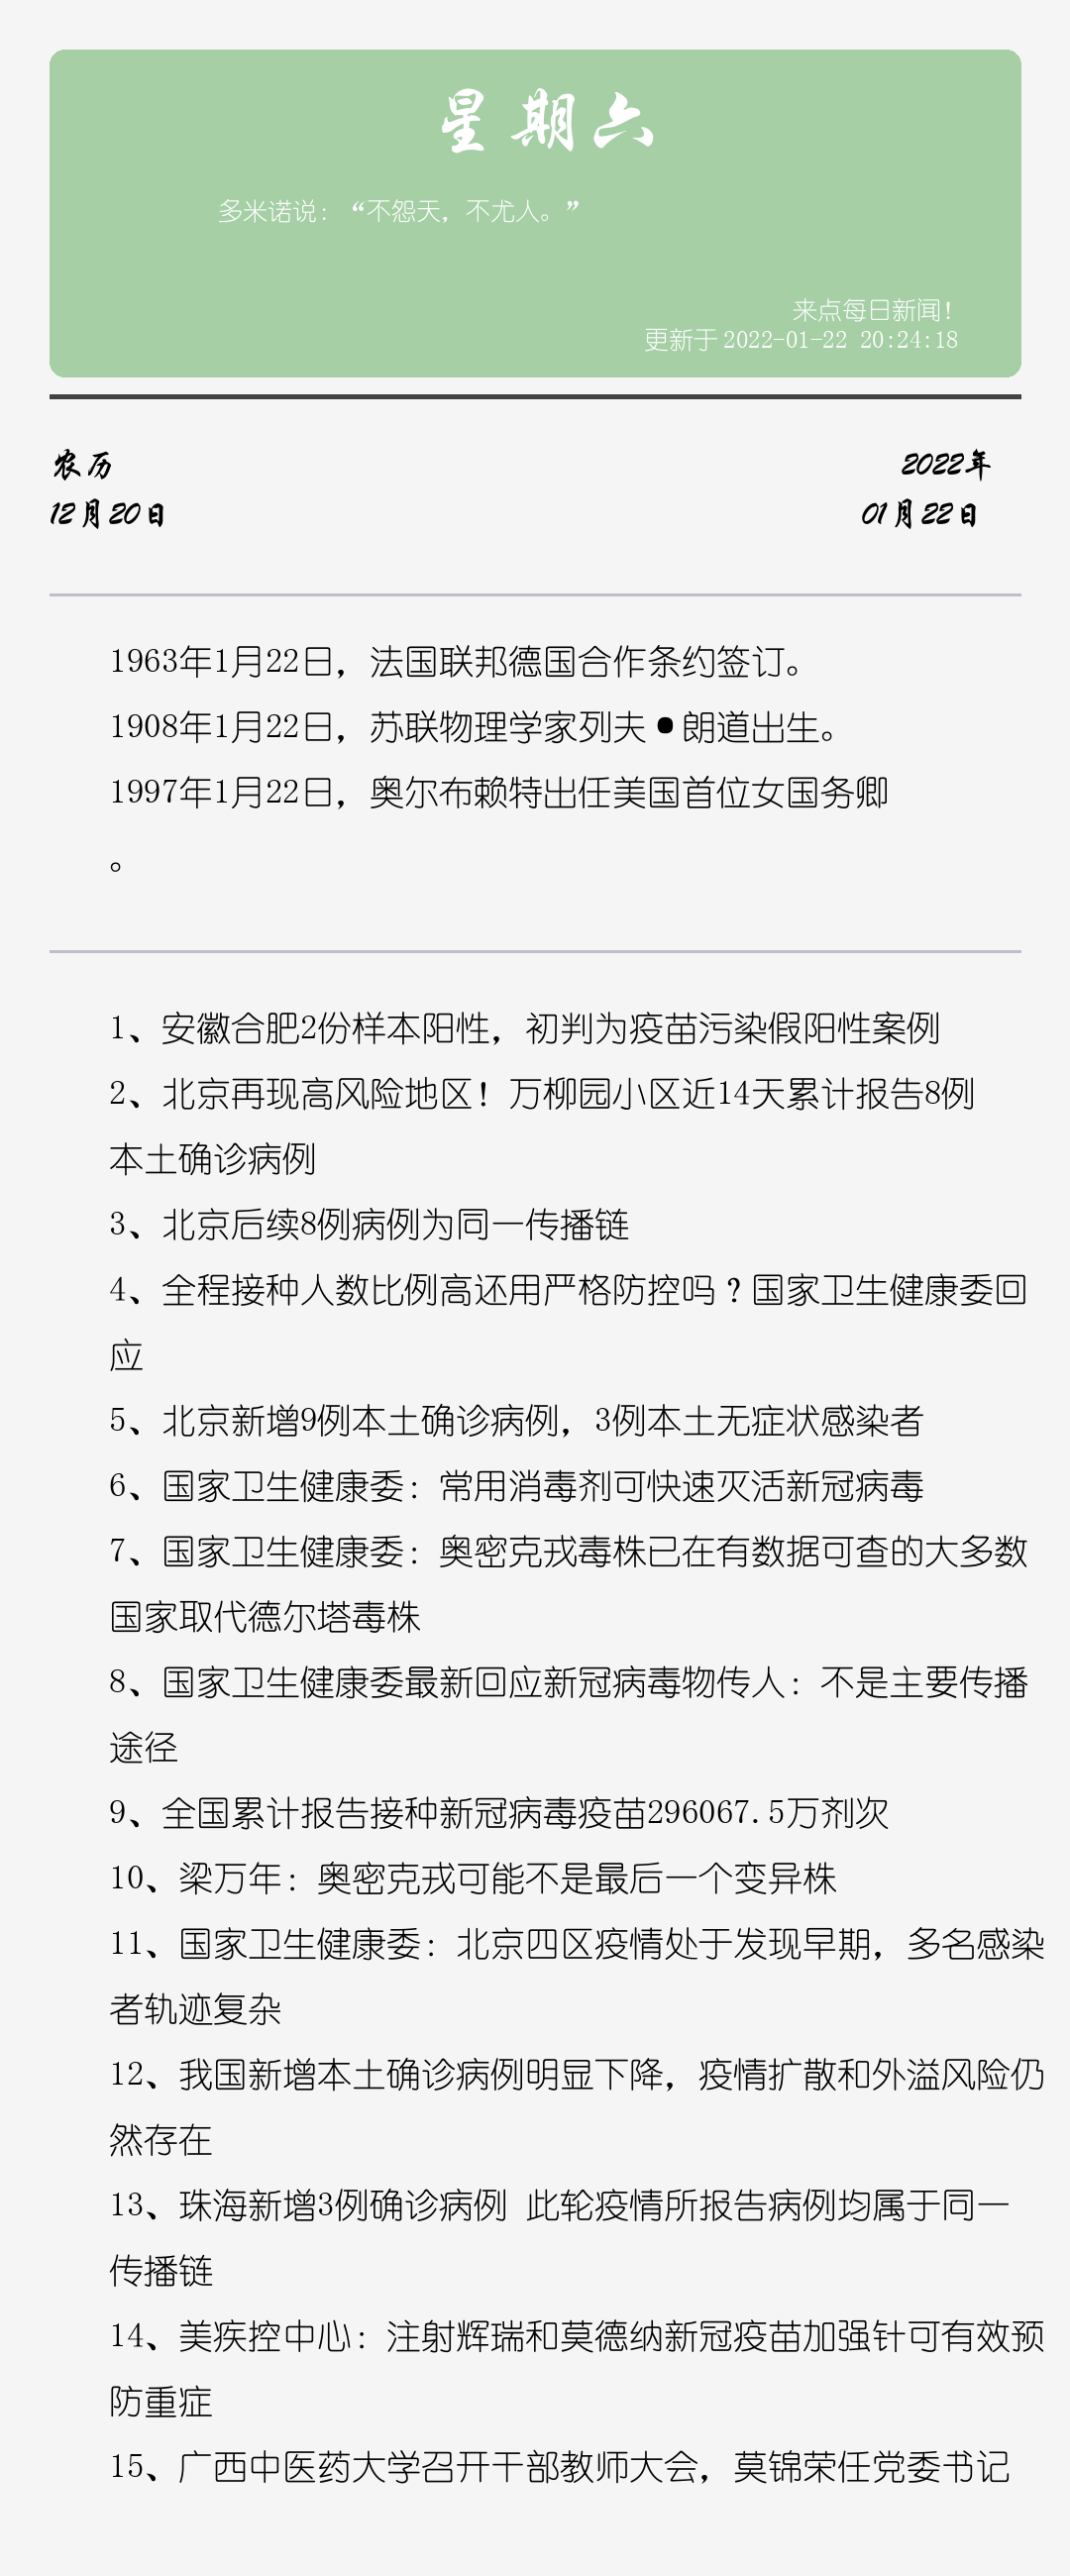 星期六
多米诺说：“不怨天，不尤人。”
来点每日新闻！
更新于 2022-01-22 20:24:18
农历
2022年
12月20日
01月22日
1963年1月22日，法国联邦德国合作条约签订。
1908年1月22日，苏联物理学家列夫•朗道出生。
1997年1月22日，奥尔布赖特出任美国首位女国务卿
。
1、安徽合肥2份样本阳性，初判为疫苗污染假阳性案例
2、北京再现高风险地区！万柳园小区近14天累计报告8例
本土确诊病例
3、北京后续8例病例为同一传播链
4、全程接种人数比例高还用严格防控吗？国家卫生健康委回
应
5、北京新增9例本土确诊病例，3例本土无症状感染者
6、国家卫生健康委：常用消毒剂可快速灭活新冠病毒
7、国家卫生健康委：奥密克戎毒株已在有数据可查的大多数
国家取代德尔塔毒株
8、国家卫生健康委最新回应新冠病毒物传人：不是主要传播
途径
9、全国累计报告接种新冠病毒疫苗296067.5万剂次
10、梁万年：奥密克戎可能不是最后一个变异株
11、国家卫生健康委：北京四区疫情处于发现早期，多名感染
者轨迹复杂
12、我国新增本土确诊病例明显下降，疫情扩散和外溢风险仍
然存在
13、珠海新增3例确诊病例 此轮疫情所报告病例均属于同一
传播链
14、美疾控中心：注射辉瑞和莫德纳新冠疫苗加强针可有效预
防重症
15、广西中医药大学召开干部教师大会，莫锦荣任党委书记